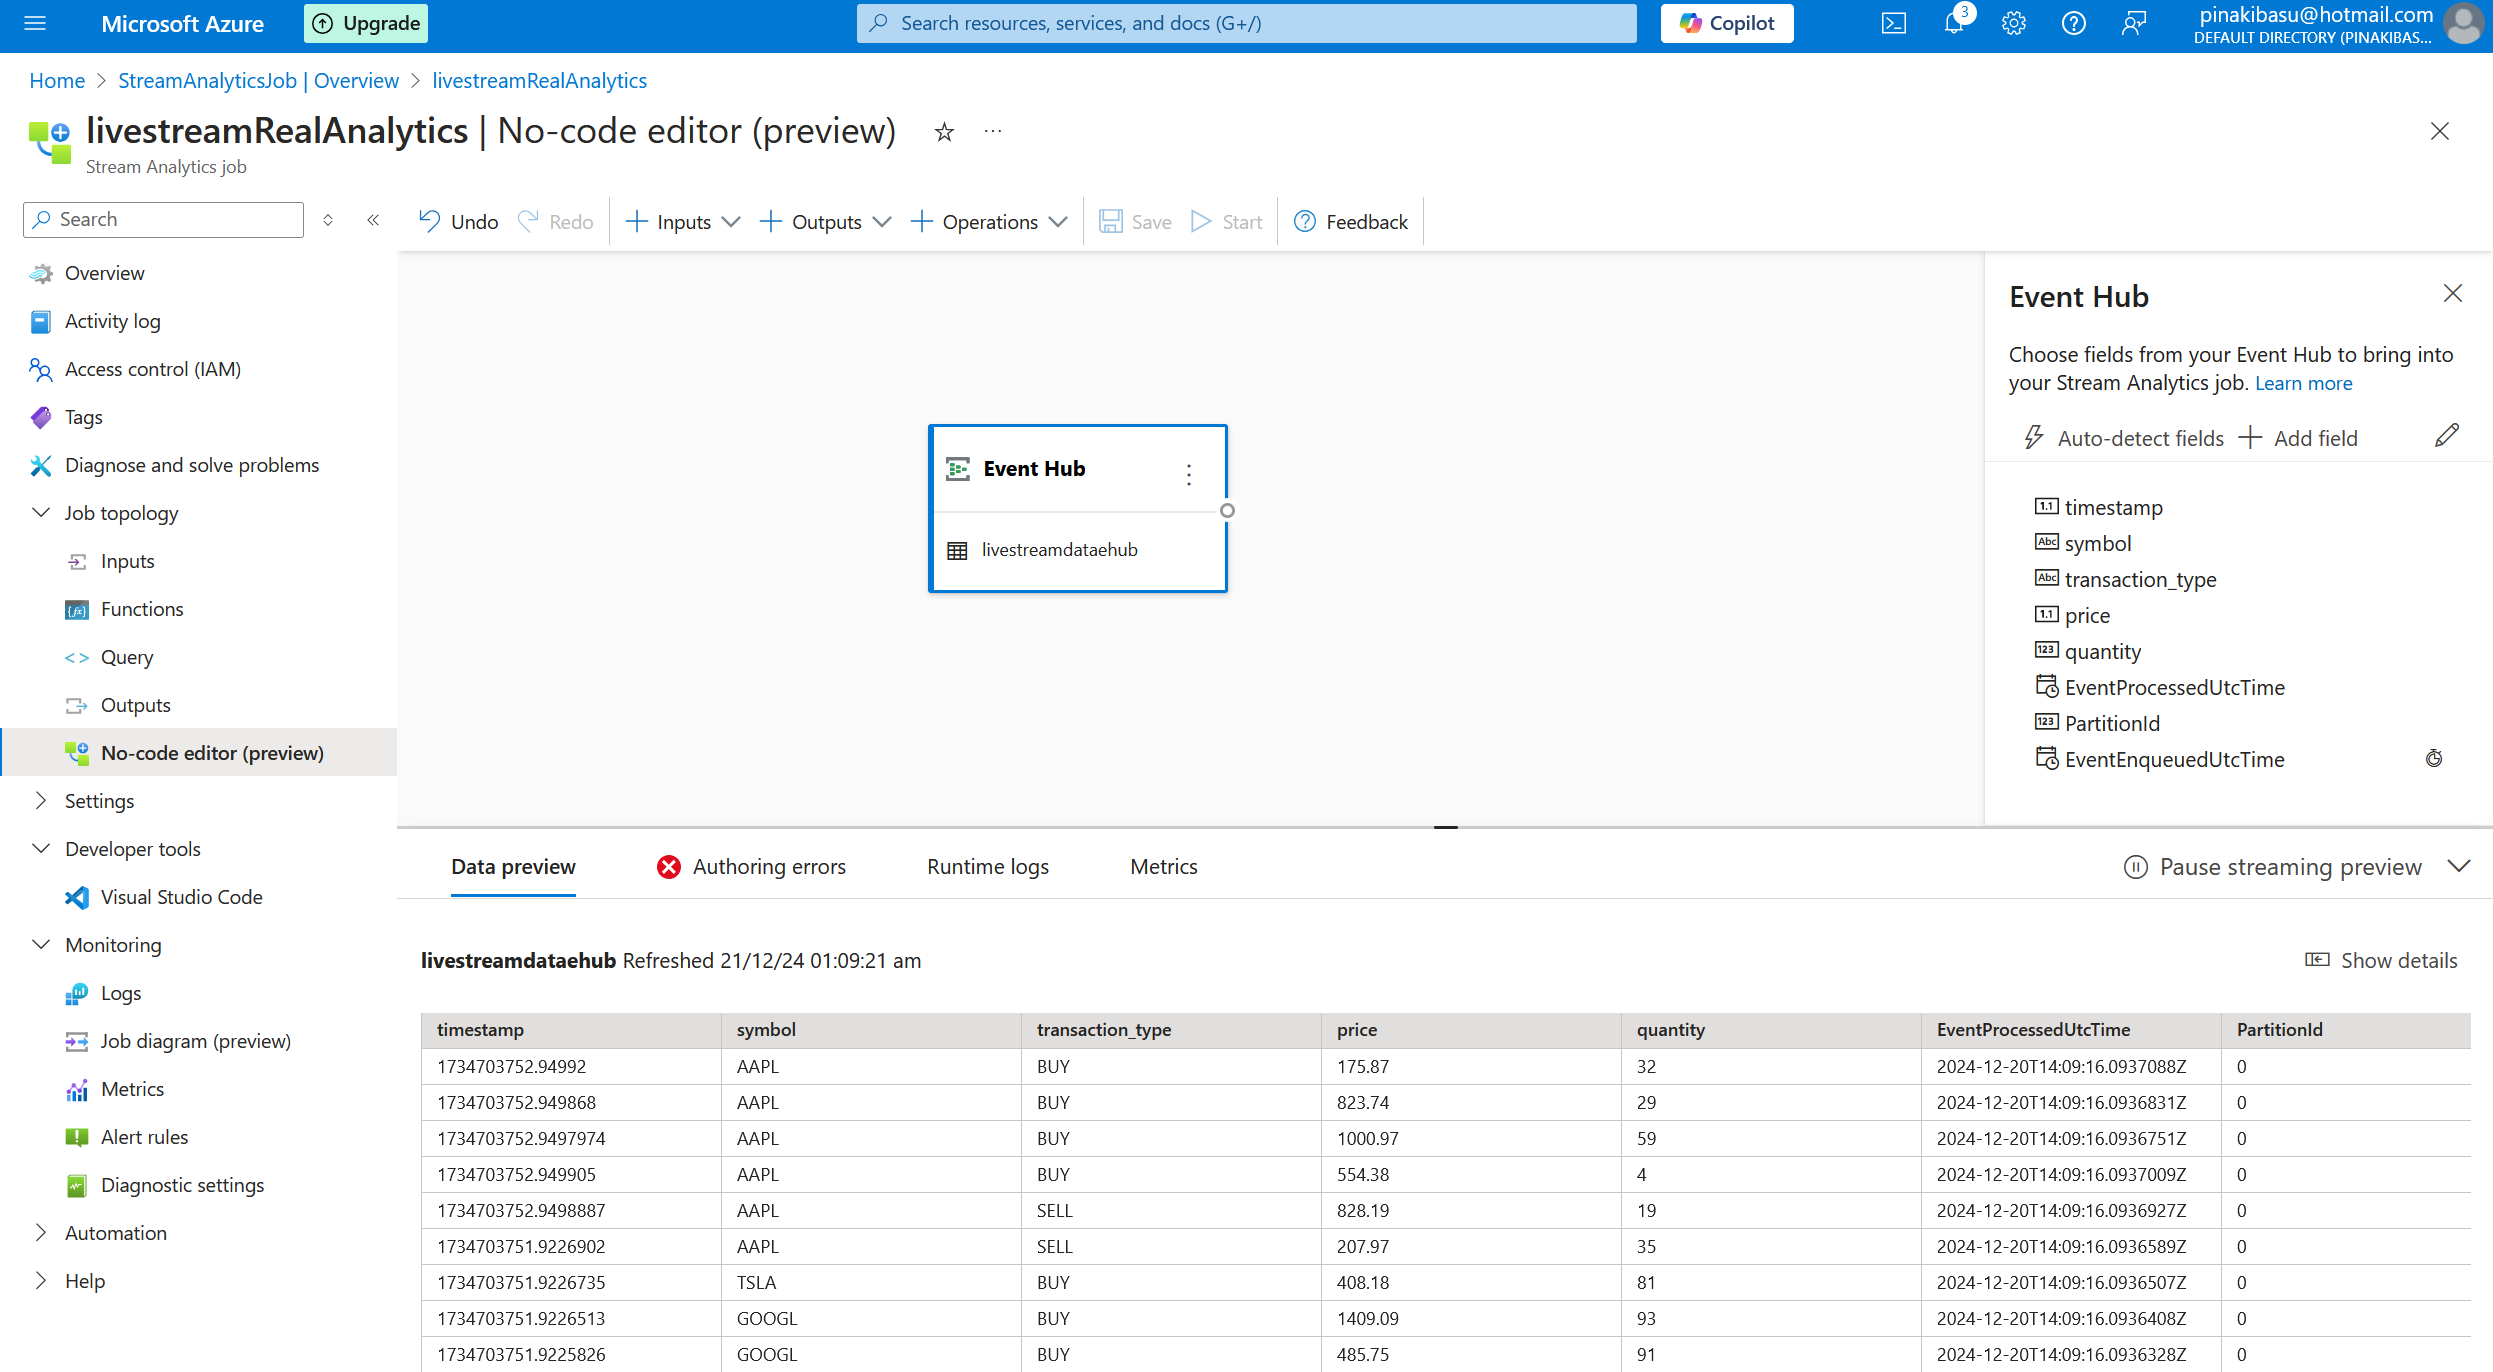 Microsoft Azure
Upgrade
Search resources, services, and docs (G+/)
Copilot
3
pinakibasu@hotmail.com
DEFAULT DIRECTORY (PINAKIBAS...
Home > StreamAnalyticsJob | Overview > livestreamRealAnalytics
livestreamRealAnalytics | No-code editor (preview)
Stream Analytics job
Search
Undo Redo Inputs Outputs Operations Save Start Feedback
Overview
Activity log
Access control (IAM)
Tags
Diagnose and solve problems
Job topology
Inputs
Functions
Query
Outputs
No-code editor (preview)
Settings
Developer tools
Visual Studio Code
Monitoring
Logs
Job diagram (preview)
Metrics
Alert rules
Diagnostic settings
Automation
Help
Event Hub
livestreamdataehub
Event Hub
Choose fields from your Event Hub to bring into
your Stream Analytics job. Learn more
Auto-detect fields Add field
1.1 timestamp
Abc symbol
Abc transaction_type
1.1 price
123 quantity
EventProcessedUtcTime
123 PartitionId
EventEnqueuedUtcTime
Data preview Authoring errors Runtime logs Metrics Pause streaming preview
livestreamdataehub Refreshed 21/12/24 01:09:21 am
Show details
timestamp symbol transaction_type price quantity EventProcessedUtcTime PartitionId
1734703752.94992 AAPL BUY 175.87 32 2024-12-20T14:09:16.0937088Z 0
1734703752.949868 AAPL BUY 823.74 29 2024-12-20T14:09:16.0936831Z 0
1734703752.9497974 AAPL BUY 1000.97 59 2024-12-20T14:09:16.0936751Z 0
1734703752.949905 AAPL BUY 554.38 4 2024-12-20T14:09:16.0937009Z 0
1734703752.9498887 AAPL SELL 828.19 19 2024-12-20T14:09:16.0936927Z 0
1734703751.9226902 AAPL SELL 207.97 35 2024-12-20T14:09:16.0936589Z 0
1734703751.9226735 TSLA BUY 408.18 81 2024-12-20T14:09:16.0936507Z 0
1734703751.9226513 GOOGL BUY 1409.09 93 2024-12-20T14:09:16.0936408Z 0
1734703751.9225826 GOOGL BUY 485.75 91 2024-12-20T14:09:16.0936328Z 0